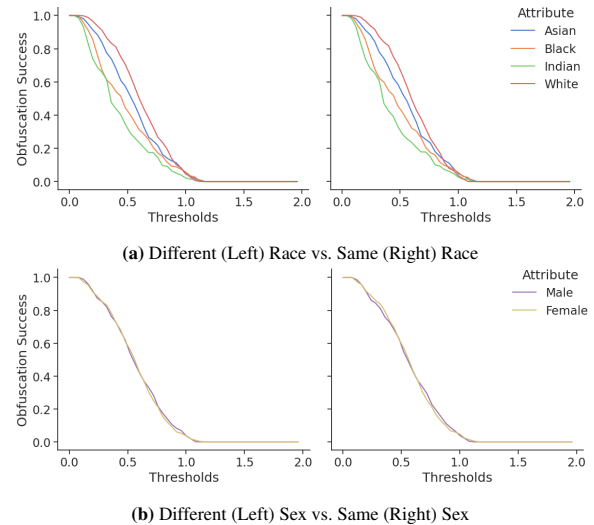 Attribute
Asian
Black
Indian
White
Obfuscation Success
1.0
0.8
0.6
0.4
0.2
0.0
0.0 0.5 1.0 1.5 2.0
Thresholds
0.0 0.5 1.0 1.5 2.0
Thresholds
(a) Different (Left) Race vs. Same (Right) Race
Attribute
Male
Female
Obfuscation Success
1.0
0.8
0.6
0.4
0.2
0.0
0.0 0.5 1.0 1.5 2.0
Thresholds
0.0 0.5 1.0 1.5 2.0
Thresholds
(b) Different (Left) Sex vs. Same (Right) Sex